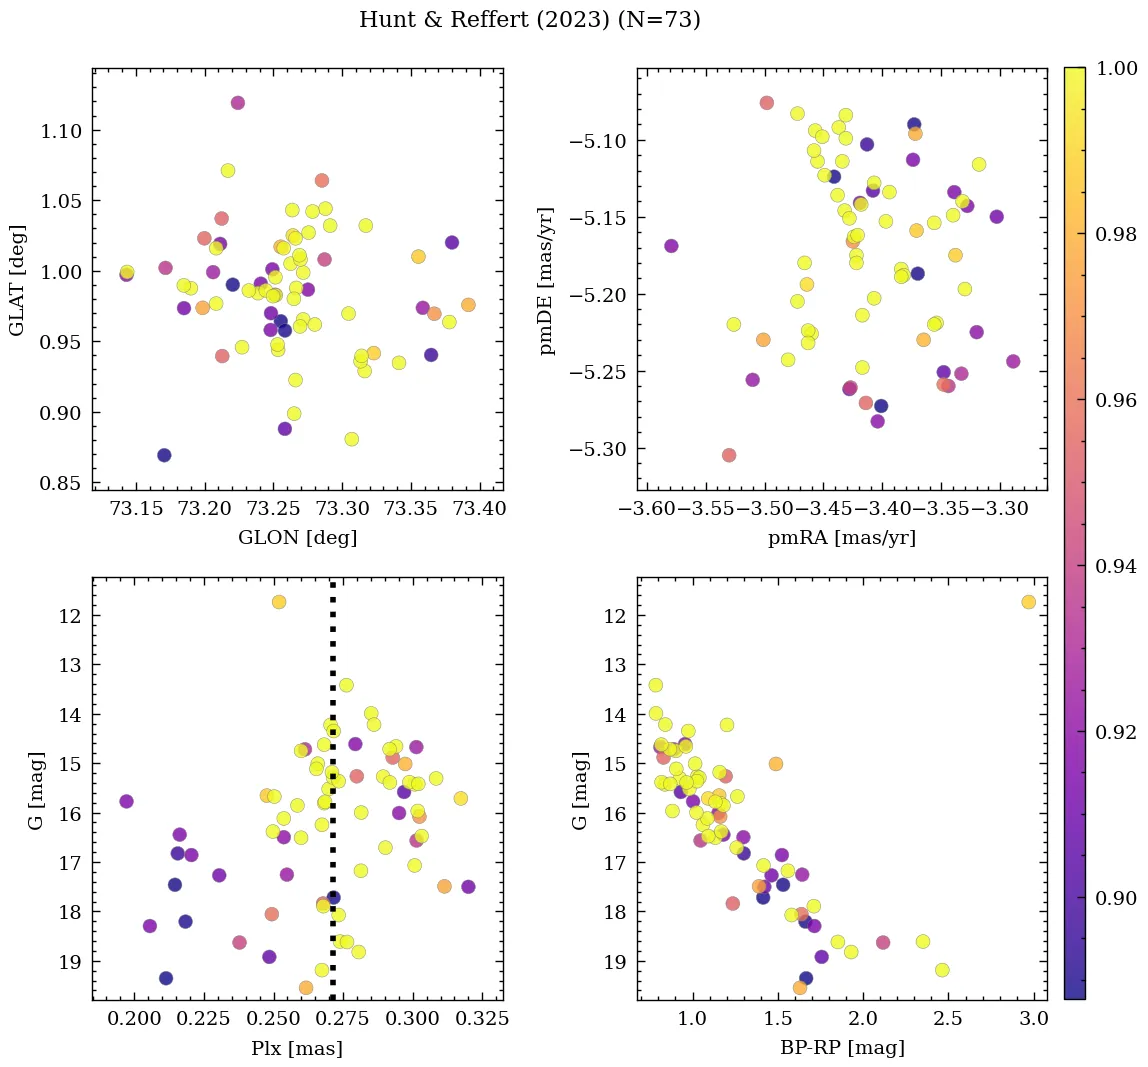 Hunt & Reffert (2023) (N=73)
1.10
1.05
1.00
0.95
0.90
0.85
GLAT [deg]
73.15 73.20 73.25 73.30 73.35 73.40
GLON [deg]
−5.10
−5.15
−5.20
−5.25
−5.30
pmDE [mas/yr]
−3.60 −3.55 −3.50 −3.45 −3.40 −3.35 −3.30
pmRA [mas/yr]
12
13
14
15
16
17
18
19
G [mag]
0.200 0.225 0.250 0.275 0.300 0.325
Plx [mas]
12
13
14
15
16
17
18
19
G [mag]
1.0 1.5 2.0 2.5 3.0
BP-RP [mag]
1.00
0.98
0.96
0.94
0.92
0.90